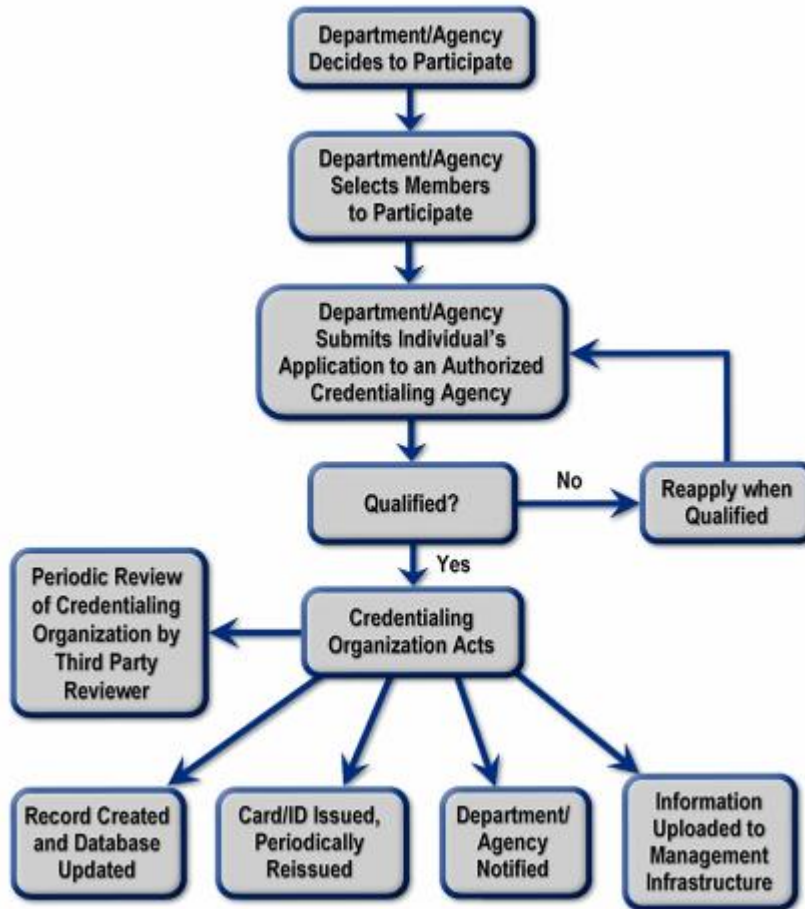 Department/Agency
Decides to Participate
Department/Agency
Selects Members
to Participate
Department/Agency
Submits Individual's
Application to an Authorized
Credentialing Agency
Qualified?
No
Reapply when
Qualified
Yes
Periodic Review
of Credentialing
Organization by
Third Party
Reviewer
Credentialing
Organization Acts
Record Created
and Database
Updated
Card/ID Issued,
Periodically
Reissued
Department/
Agency
Notified
Information
Uploaded to
Management
Infrastructure